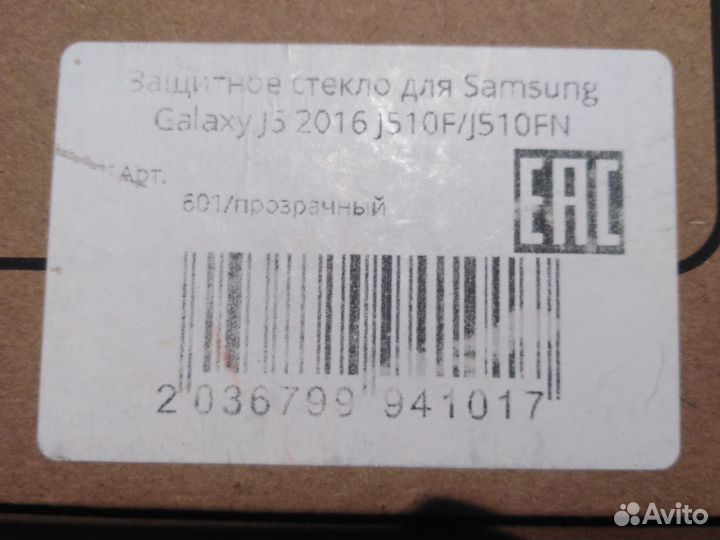 Защитное стекло для Samsung
Galaxy J5 2016 J510F/J510FN
Арт.
601/прозрачный
EAC
2 036799 941017
Avito